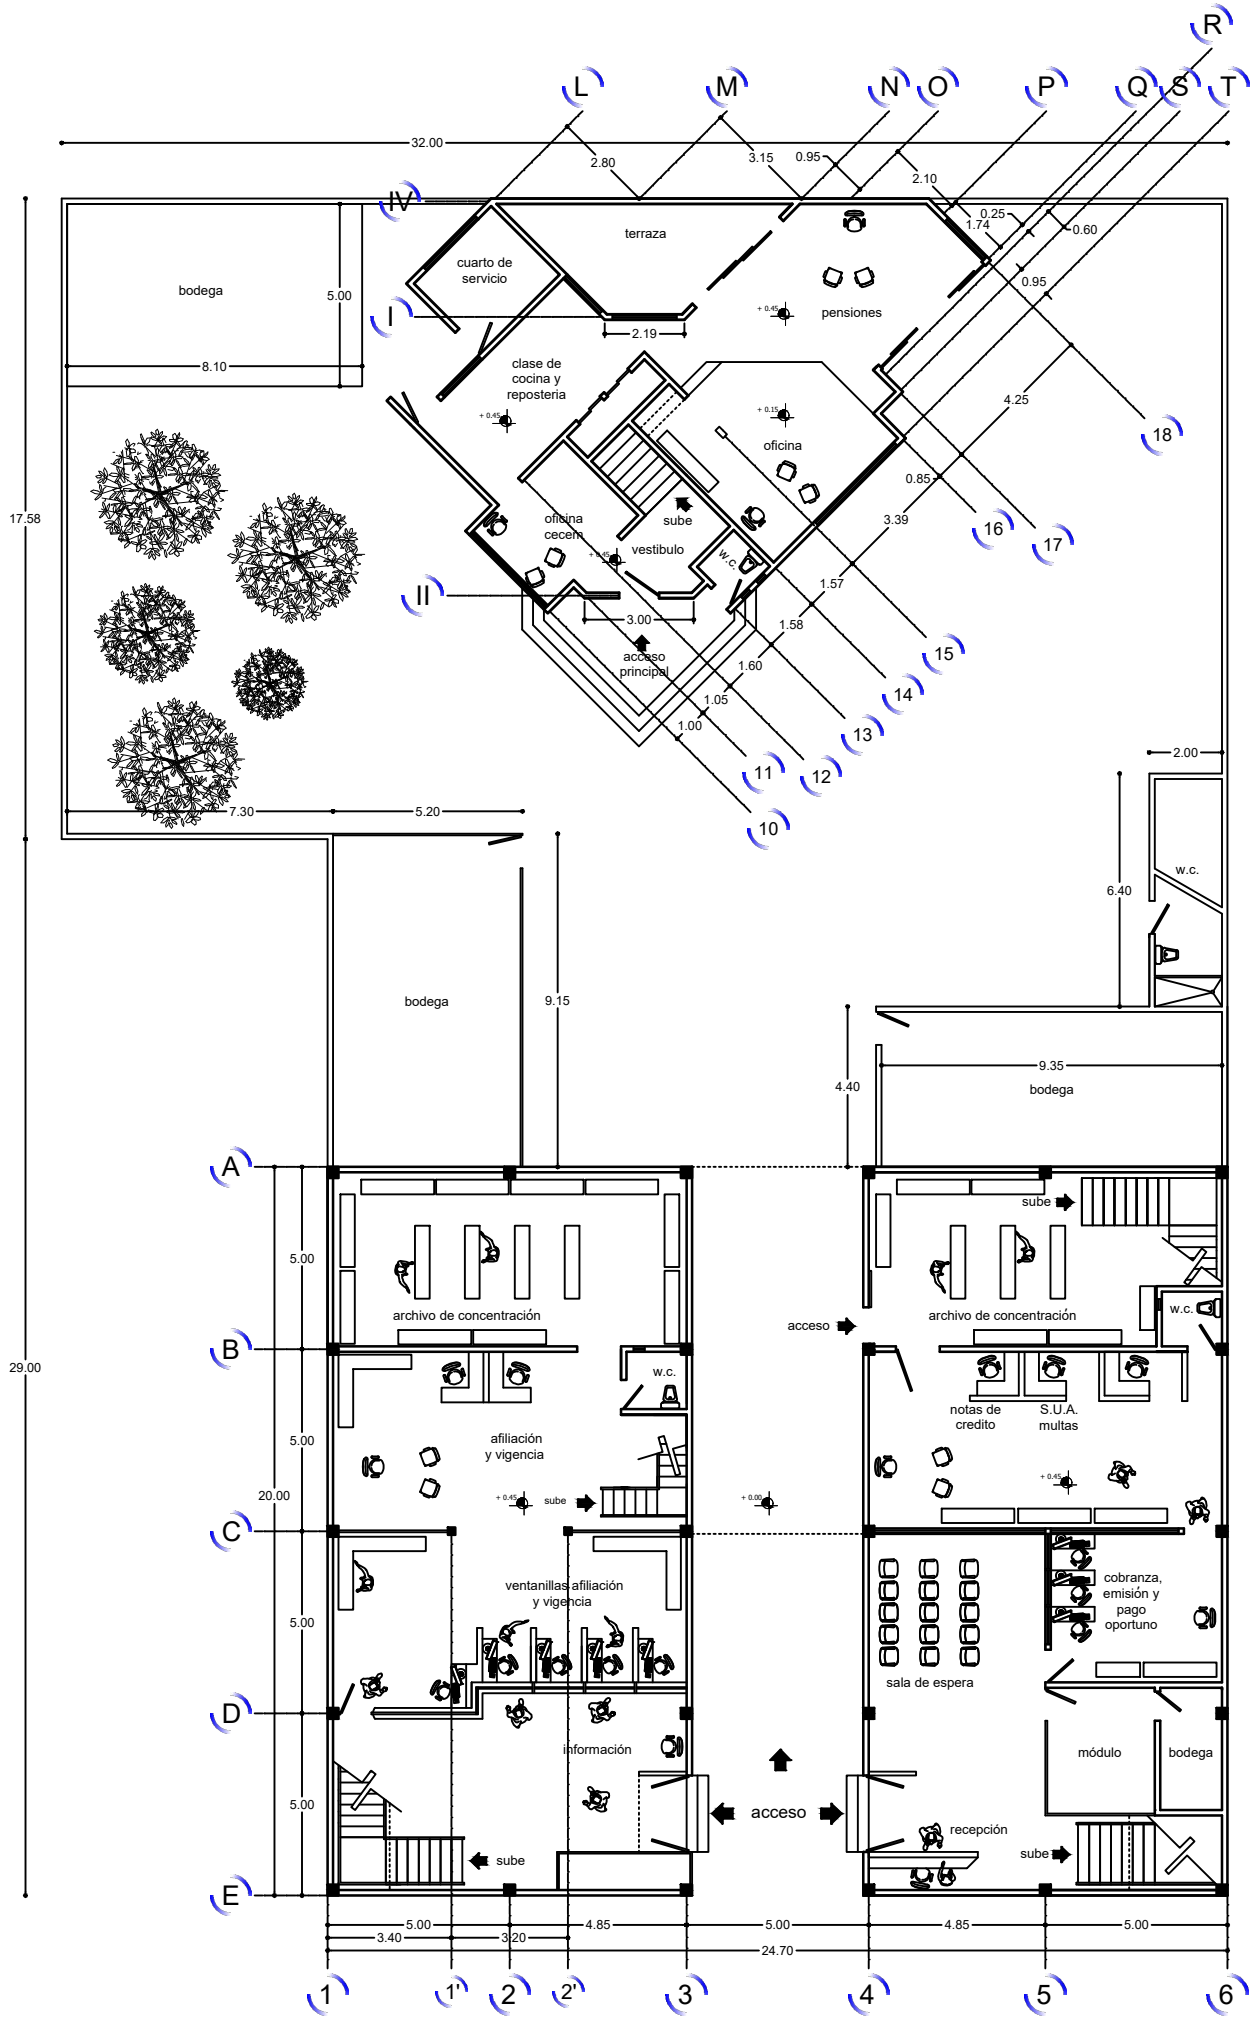 R
L
M
N
O
P
Q
S
T
32.00
2.80
3.15
0.95
2.10
0.25
1.74
0.60
0.95
IV
terraza
cuarto de
servicio
bodega
5.00
I
+ 0.45
pensiones
2.19
8.10
clase de
cocina y
reposteria
+ 0.45
+ 0.15
oficina
4.25
18
0.85
3.39
17.58
oficina
cecem
sube
vestibulo
+ 0.45
w.c.
16
17
1.57
II
3.00
1.58
acceso
principal
1.60
15
1.05
14
1.00
13
11
12
10
2.00
7.30
5.20
w.c.
6.40
bodega
9.15
9.35
4.40
bodega
A
5.00
sube
archivo de concentración
acceso
archivo de concentración
w.c.
B
29.00
w.c.
notas de
credito
S.U.A.
multas
afiliación
y vigencia
5.00
20.00
+ 0.45
sube
+ 0.00
+ 0.45
C
ventanillas afiliación
y vigencia
cobranza,
emisión y
pago
oportuno
5.00
sala de espera
D
información
módulo
bodega
5.00
acceso
recepción
sube
sube
E
5.00
4.85
5.00
4.85
5.00
3.40
3.20
24.70
1
1'
2
2'
3
4
5
6